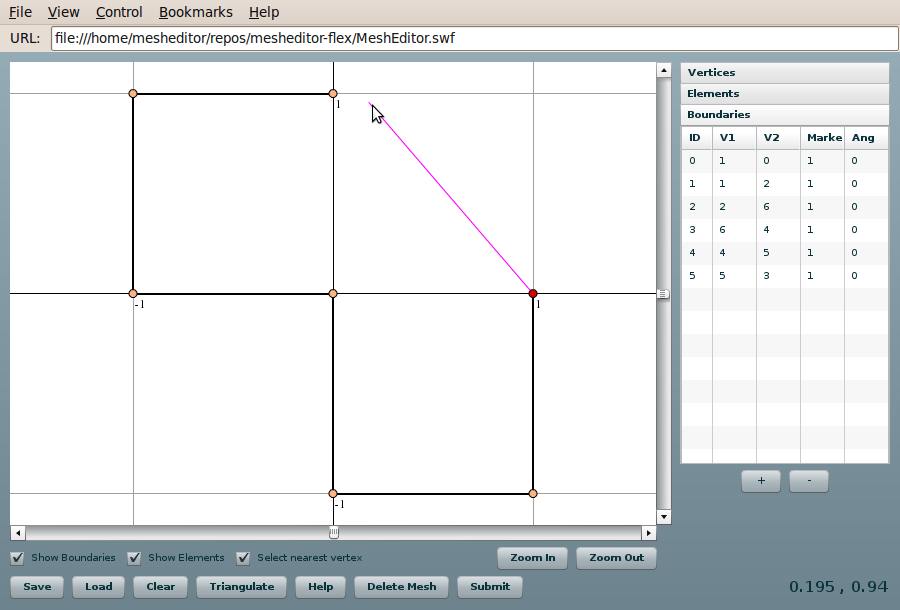 File View Control Bookmarks Help
URL: file:///home/mesheditor/repos/mesheditor-flex/MeshEditor.swf
Vertices
Elements
Boundaries
ID V1 V2 Marke Ang
0 1 0 1 0
1 1 2 1 0
2 2 6 1 0
3 6 4 1 0
4 4 5 1 0
5 5 3 1 0
+ -
1
-1 1
-1
Show Boundaries Show Elements Select nearest vertex Zoom In Zoom Out
Save Load Clear Triangulate Help Delete Mesh Submit 0.195 , 0.94